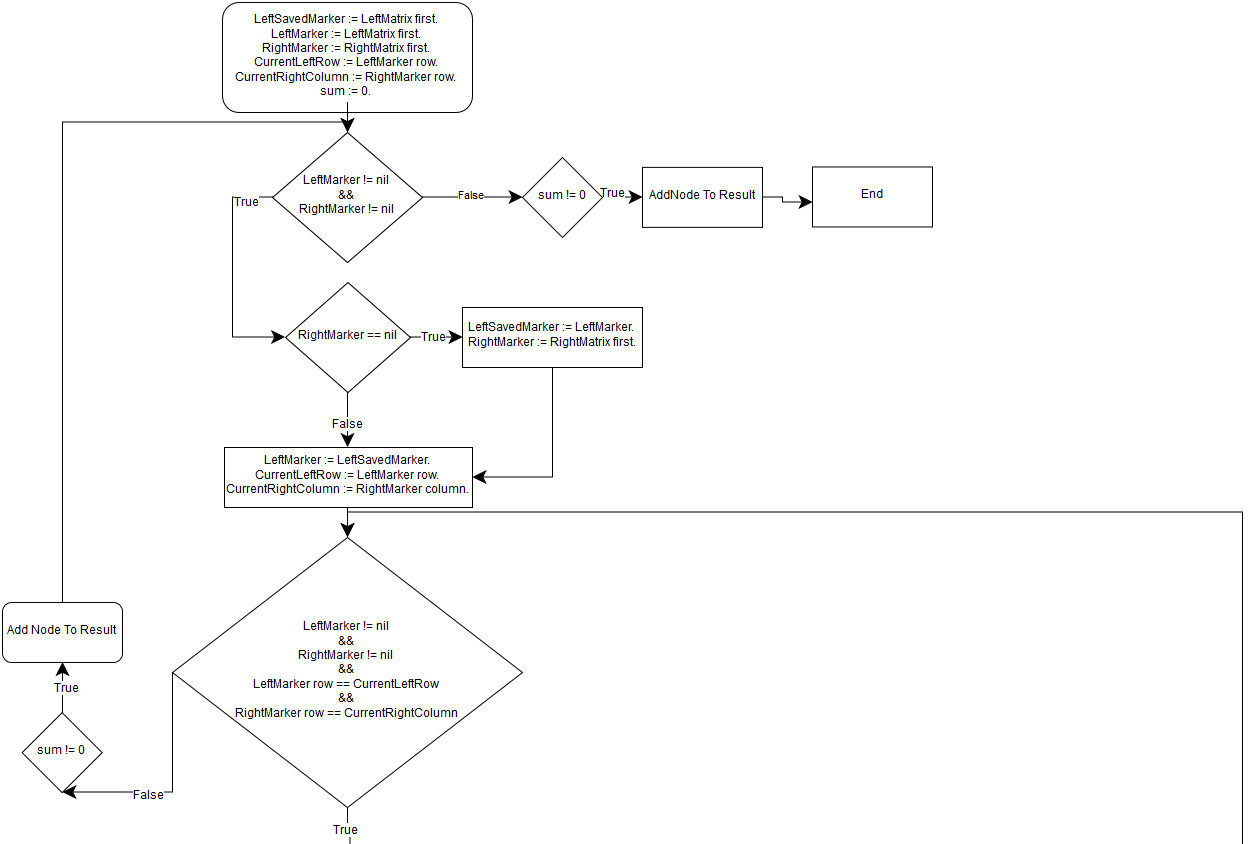 LeftSavedMarker := LeftMatrix first.
LeftMarker := LeftMatrix first.
RightMarker := RightMatrix first.
CurrentLeftRow := LeftMarker row.
CurrentRightColumn := RightMarker row.
sum := 0.
LeftMarker != nil
&&
RightMarker != nil
True
False
sum != 0
True
AddNode To Result
End
RightMarker == nil
True
LeftSavedMarker := LeftMarker.
RightMarker := RightMatrix first.
False
LeftMarker := LeftSavedMarker.
CurrentLeftRow := LeftMarker row.
CurrentRightColumn := RightMarker column.
LeftMarker != nil
&&
RightMarker != nil
&&
LeftMarker row == CurrentLeftRow
&&
RightMarker row == CurrentRightColumn
Add Node To Result
True
sum != 0
False
True